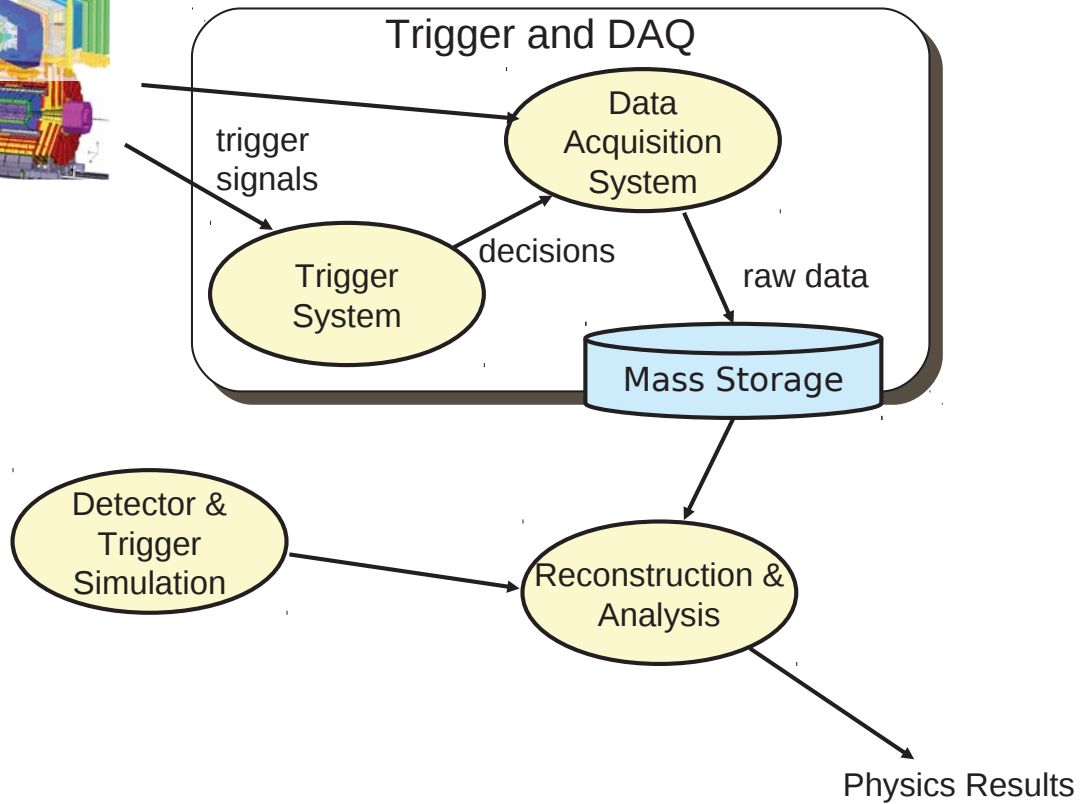 Trigger and DAQ
Data
Acquisition
System
trigger
signals
decisions
Trigger
System
raw data
Mass Storage
Detector &
Trigger
Simulation
Reconstruction &
Analysis
Physics Results